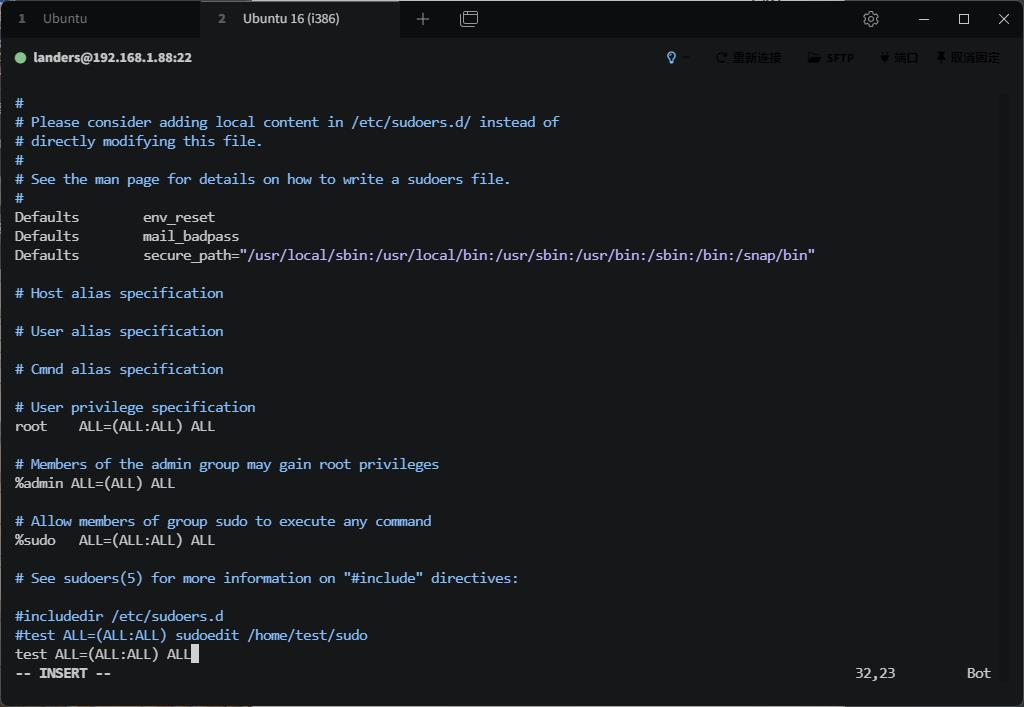 1 Ubuntu 2 Ubuntu 16 (i386)
landers@192.168.1.88:22 重新连接 SFTP 端口 取消固定
#
# Please consider adding local content in /etc/sudoers.d/ instead of
# directly modifying this file.
#
# See the man page for details on how to write a sudoers file.
#
Defaults        env_reset
Defaults        mail_badpass
Defaults        secure_path="/usr/local/sbin:/usr/local/bin:/usr/sbin:/usr/bin:/sbin:/bin:/snap/bin"
# Host alias specification
# User alias specification
# Cmnd alias specification
# User privilege specification
root    ALL=(ALL:ALL) ALL
# Members of the admin group may gain root privileges
%admin ALL=(ALL) ALL
# Allow members of group sudo to execute any command
%sudo   ALL=(ALL:ALL) ALL
# See sudoers(5) for more information on "#include" directives:
#includedir /etc/sudoers.d
#test ALL=(ALL:ALL) sudoedit /home/test/sudo
test ALL=(ALL:ALL) ALL
-- INSERT -- 32,23 Bot